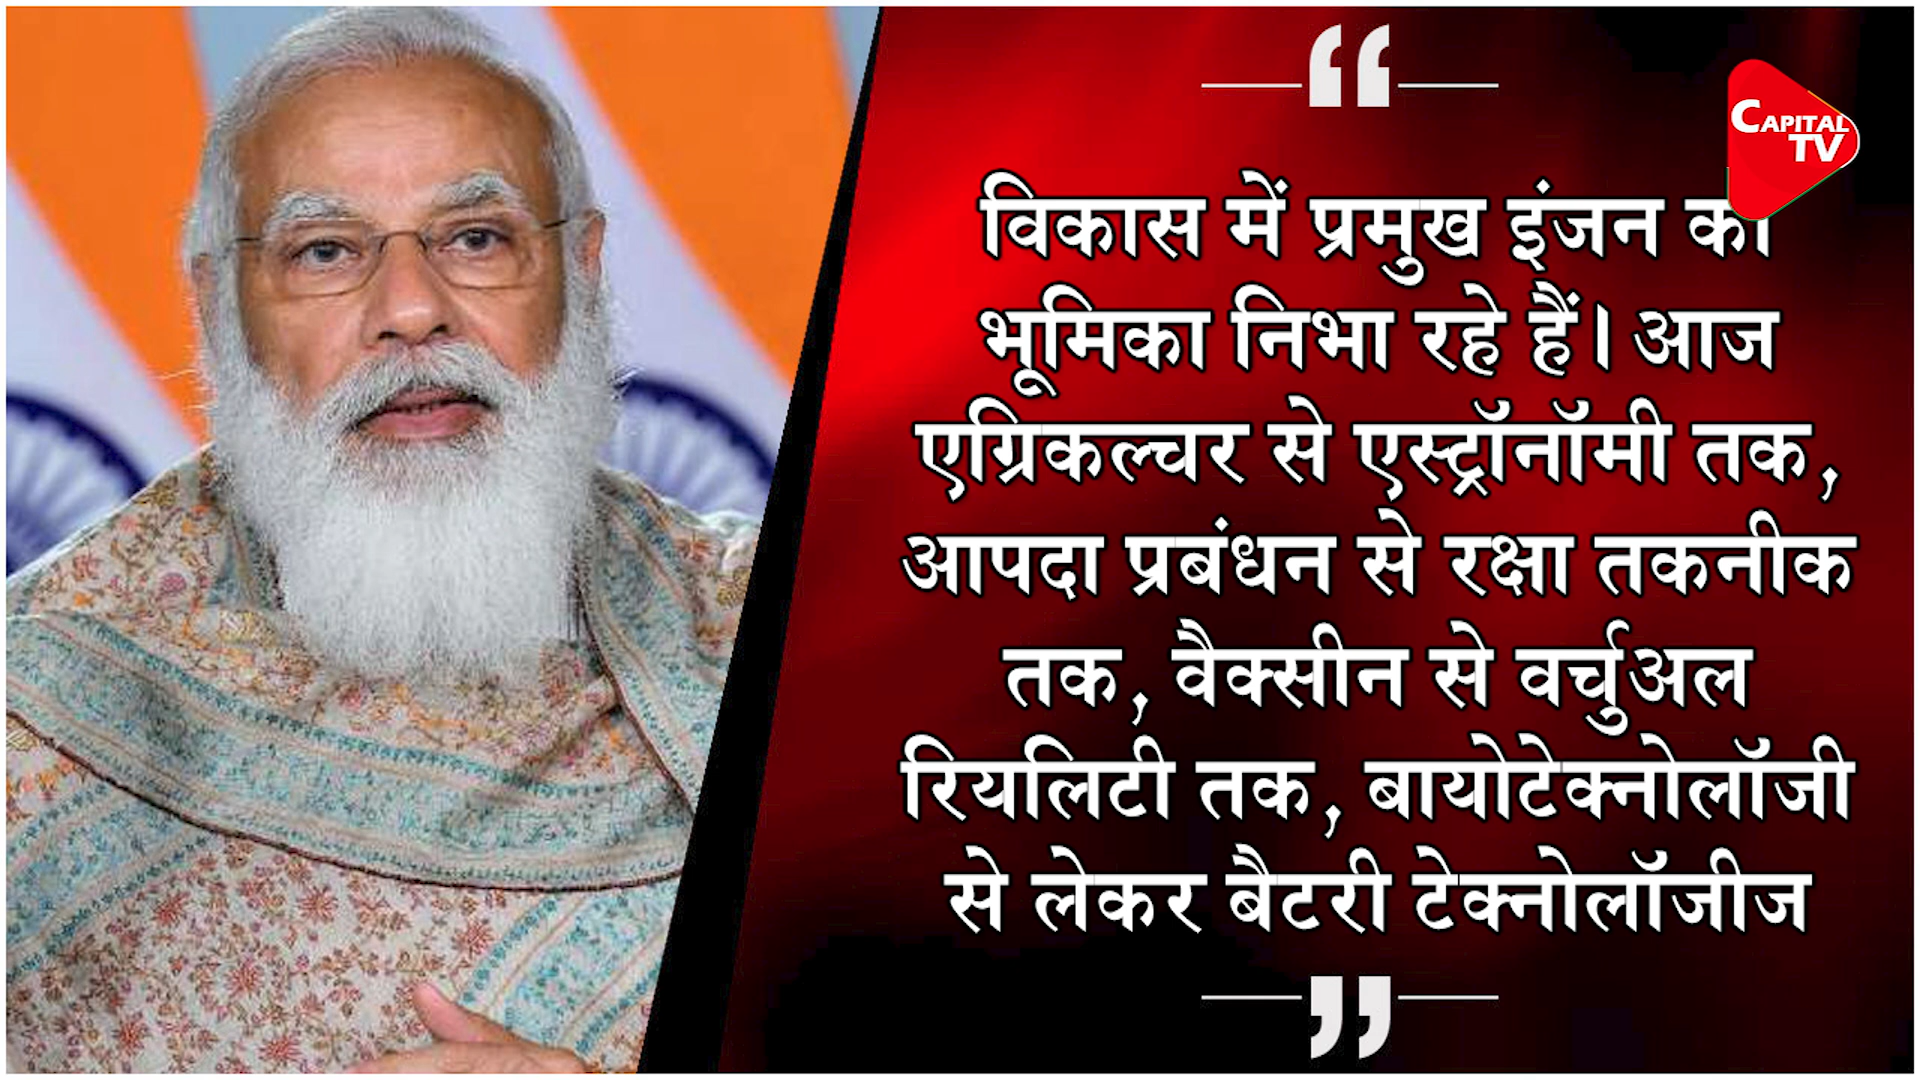 CAPITAL
TV
विकास में प्रमुख इंजन का
भूमिका निभा रहे हैं। आज
एग्रिकल्चर से एस्ट्रॉनॉमी तक,
आपदा प्रबंधन से रक्षा तकनीक
तक, वैक्सीन से वर्चुअल
रियलिटी तक, बायोटेक्नोलॉजी
से लेकर बैटरी टेक्नोलॉजीज